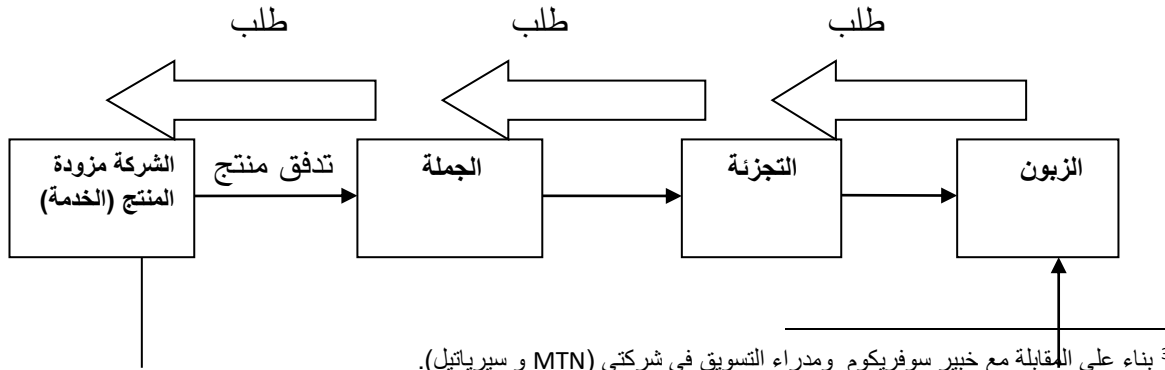 طلب
طلب
طلب
الزبون
التجزئة
الجملة
تدفق منتج
الشركة مزودة
المنتج (الخدمة)
3 بناء على المقابلة مع خبير سوفريكوم ومدراء التسويق في شركتي (MTN و سيرياتيل).